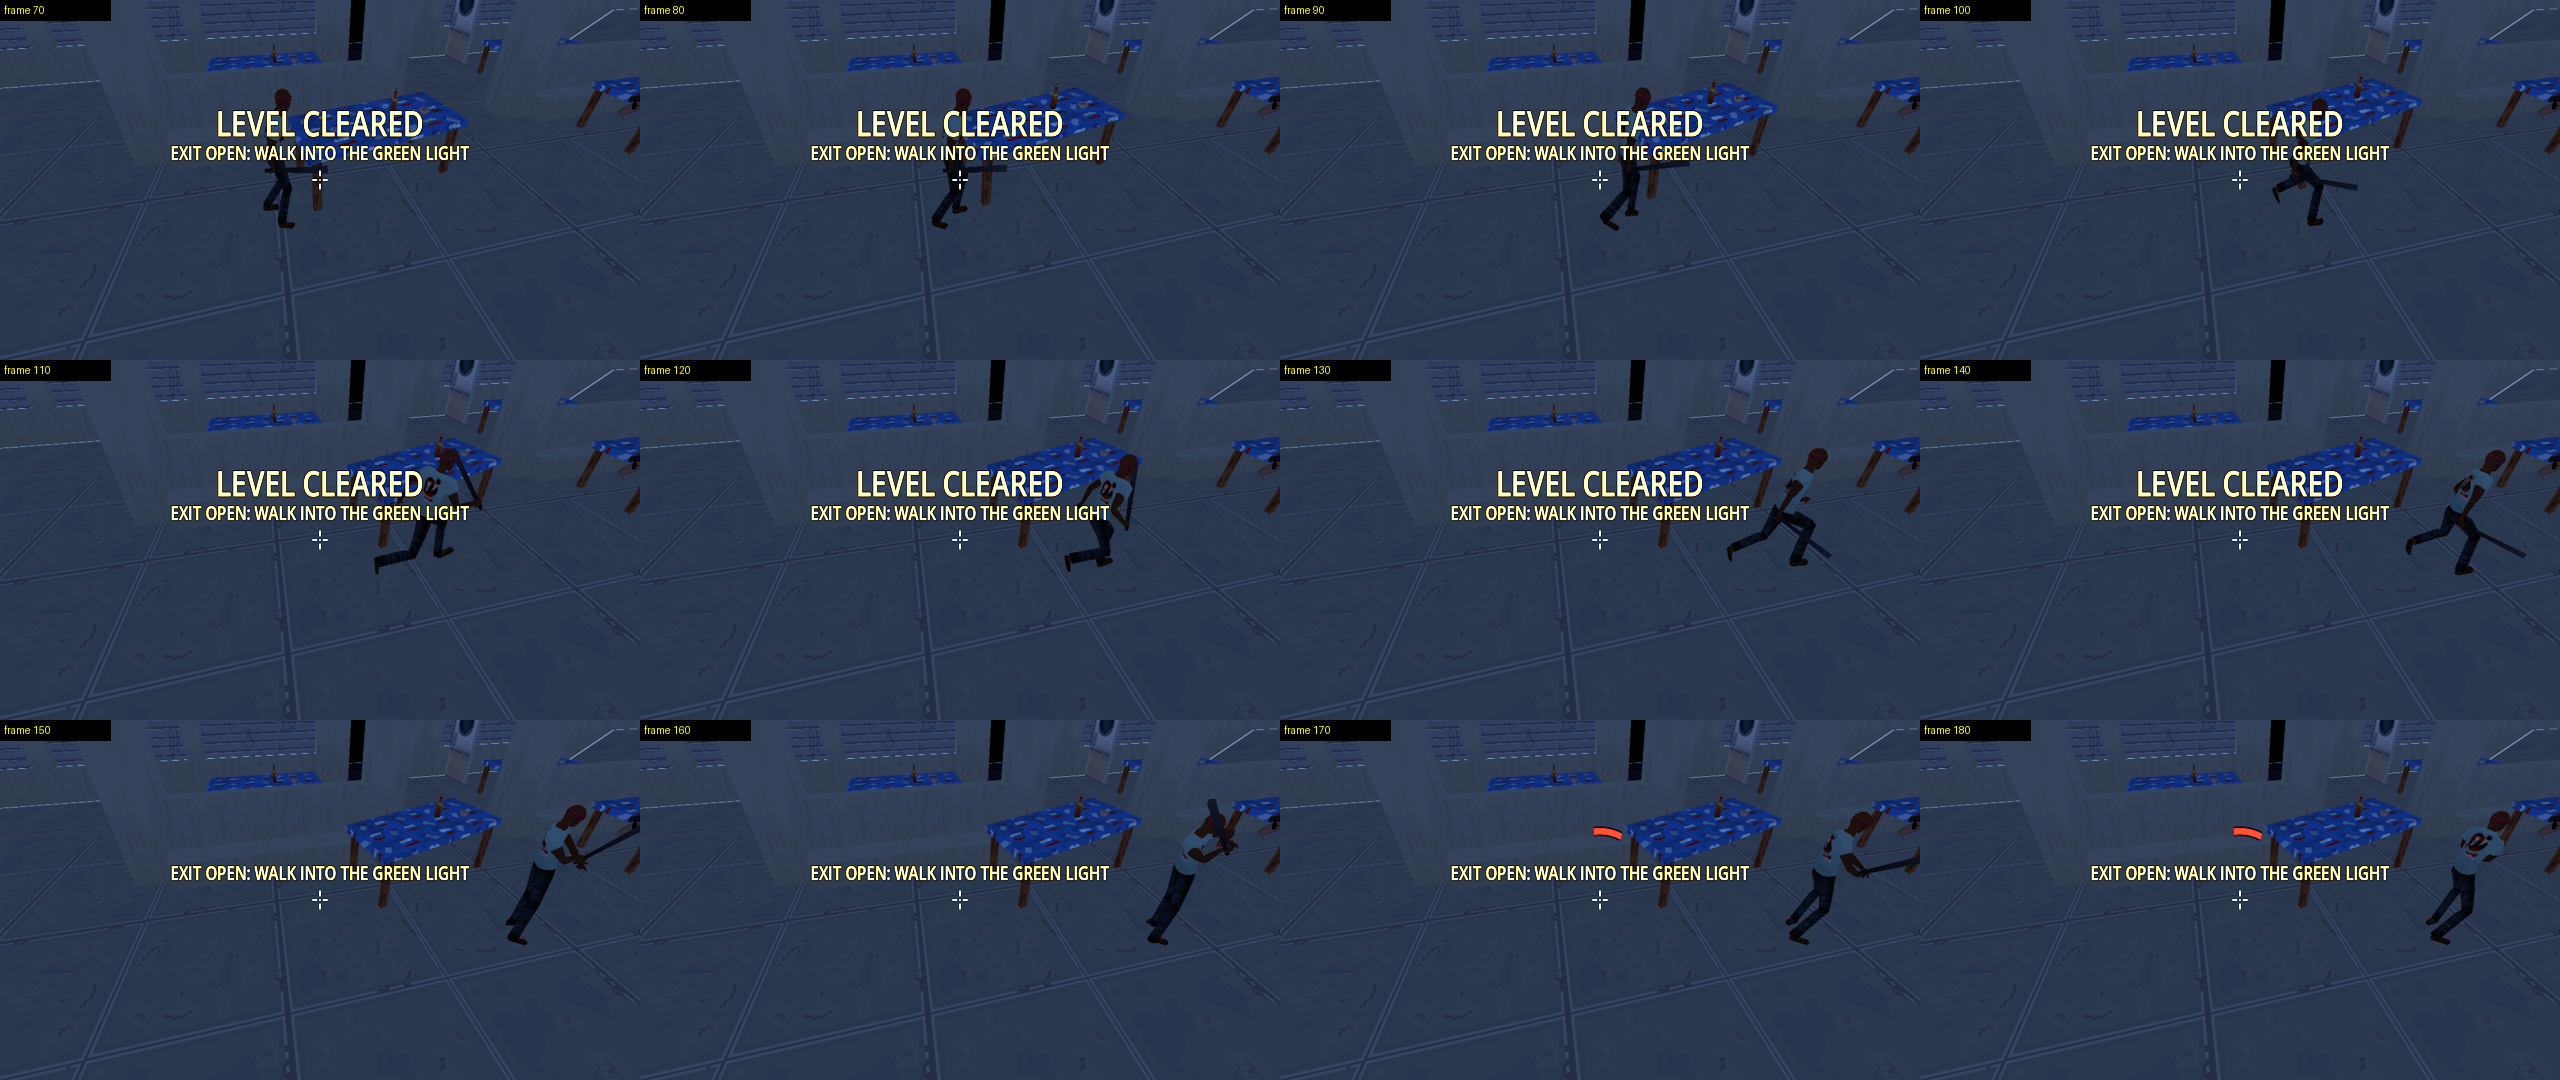 frame 70
LEVEL CLEARED
EXIT OPEN: WALK INTO THE GREEN LIGHT
frame 80
LEVEL CLEARED
EXIT OPEN: WALK INTO THE GREEN LIGHT
frame 90
LEVEL CLEARED
EXIT OPEN: WALK INTO THE GREEN LIGHT
frame 100
LEVEL CLEARED
EXIT OPEN: WALK INTO THE GREEN LIGHT
frame 110
LEVEL CLEARED
EXIT OPEN: WALK INTO THE GREEN LIGHT
frame 120
LEVEL CLEARED
EXIT OPEN: WALK INTO THE GREEN LIGHT
frame 130
LEVEL CLEARED
EXIT OPEN: WALK INTO THE GREEN LIGHT
frame 140
LEVEL CLEARED
EXIT OPEN: WALK INTO THE GREEN LIGHT
frame 150
EXIT OPEN: WALK INTO THE GREEN LIGHT
frame 160
EXIT OPEN: WALK INTO THE GREEN LIGHT
frame 170
EXIT OPEN: WALK INTO THE GREEN LIGHT
frame 180
EXIT OPEN: WALK INTO THE GREEN LIGHT